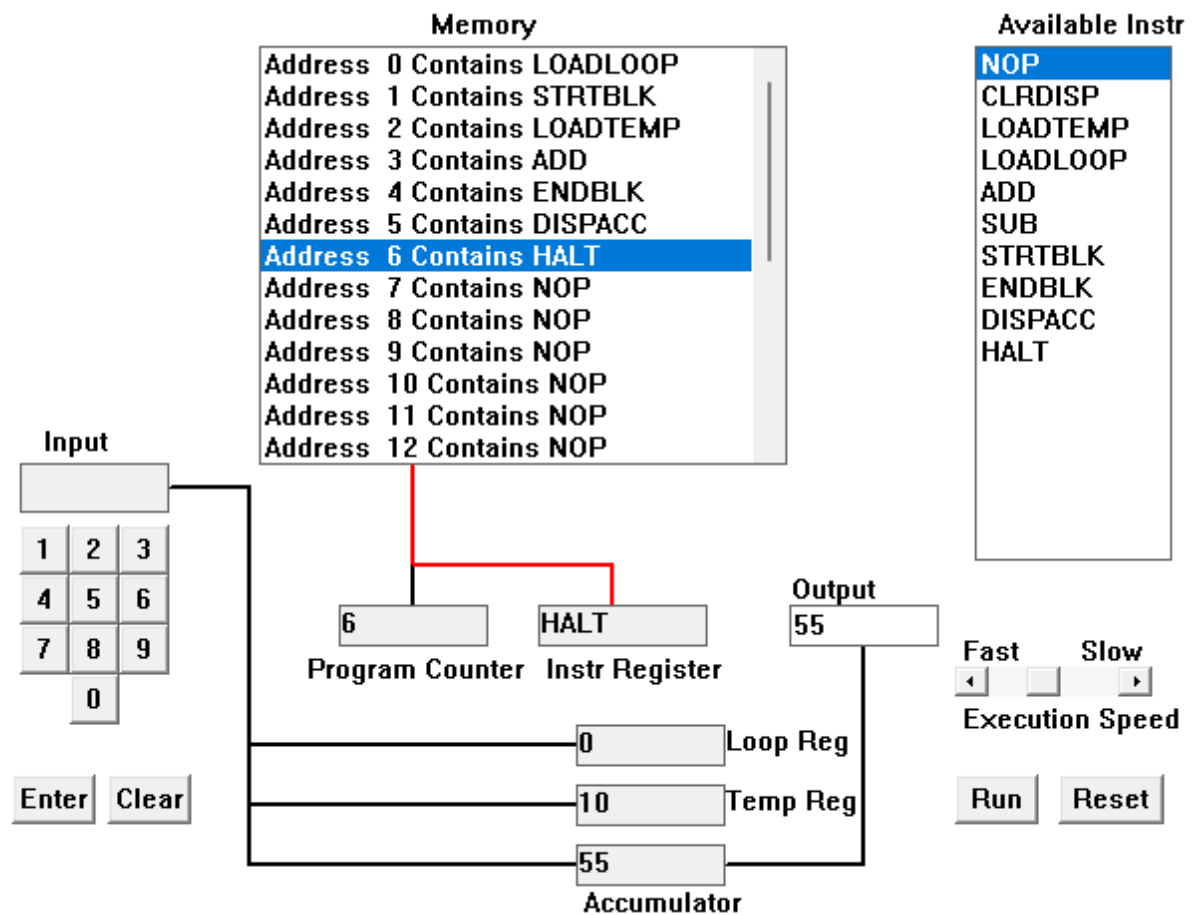 Memory
Address 0 Contains LOADLOOP
Address 1 Contains STRTBLK
Address 2 Contains LOADTEMP
Address 3 Contains ADD
Address 4 Contains ENDBLK
Address 5 Contains DISPACC
Address 6 Contains HALT
Address 7 Contains NOP
Address 8 Contains NOP
Address 9 Contains NOP
Address 10 Contains NOP
Address 11 Contains NOP
Address 12 Contains NOP
Available Instr
NOP
CLRDISP
LOADTEMP
LOADLOOP
ADD
SUB
STRTBLK
ENDBLK
DISPACC
HALT
Input
1 2 3
4 5 6
7 8 9
0
Enter Clear
6
Program Counter
HALT
Instr Register
Output
55
Fast Slow
Execution Speed
0 Loop Reg
10 Temp Reg
55
Accumulator
Run Reset